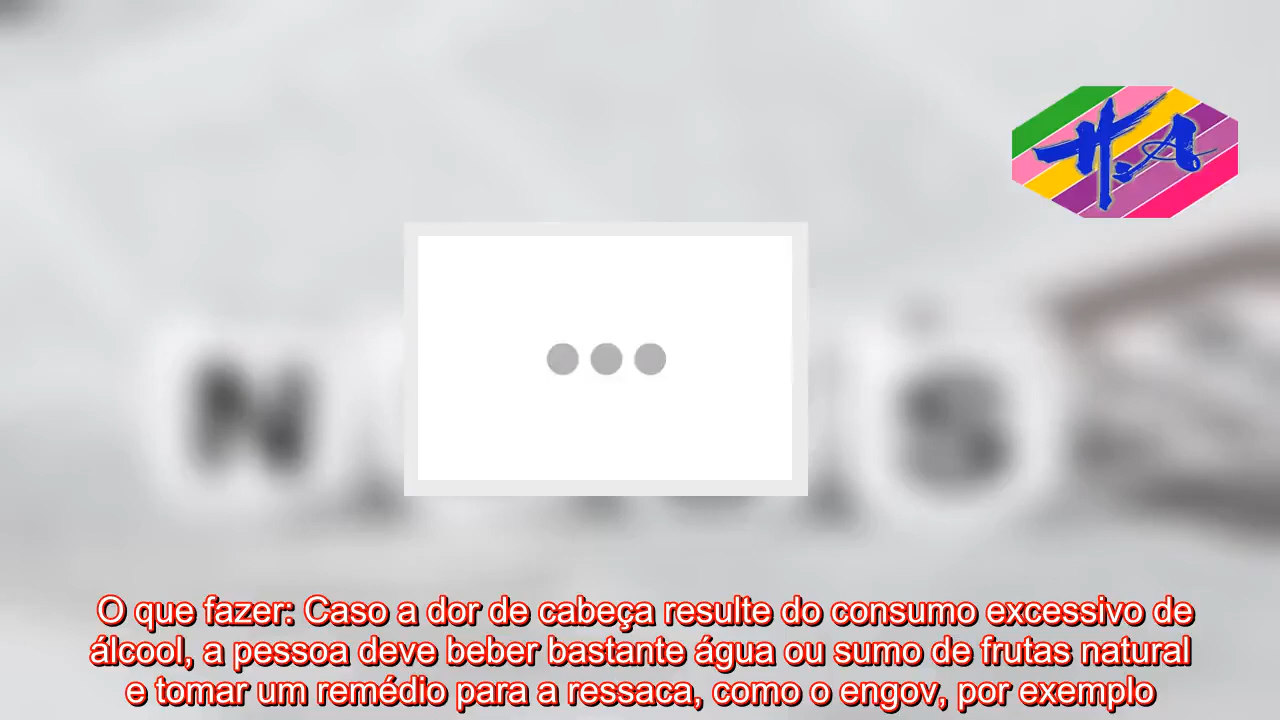 H.A
N
S
O que fazer: Caso a dor de cabeça resulte do consumo excessivo de
álcool, a pessoa deve beber bastante água ou sumo de frutas natural
e tomar um remédio para a ressaca, como o engov, por exemplo